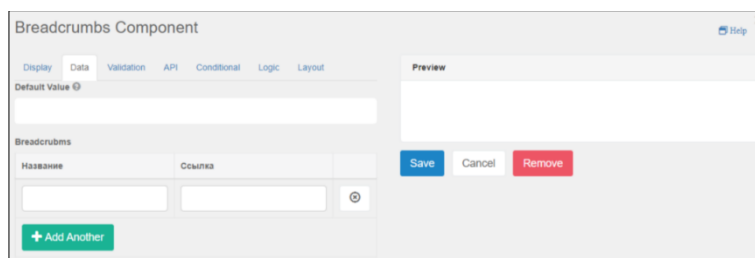 Breadcrumbs Component
Help
Display Data Validation API Conditional Logic Layout
Default Value
Breadcrubms
Название Ссылка
Add Another
Preview
Save Cancel Remove